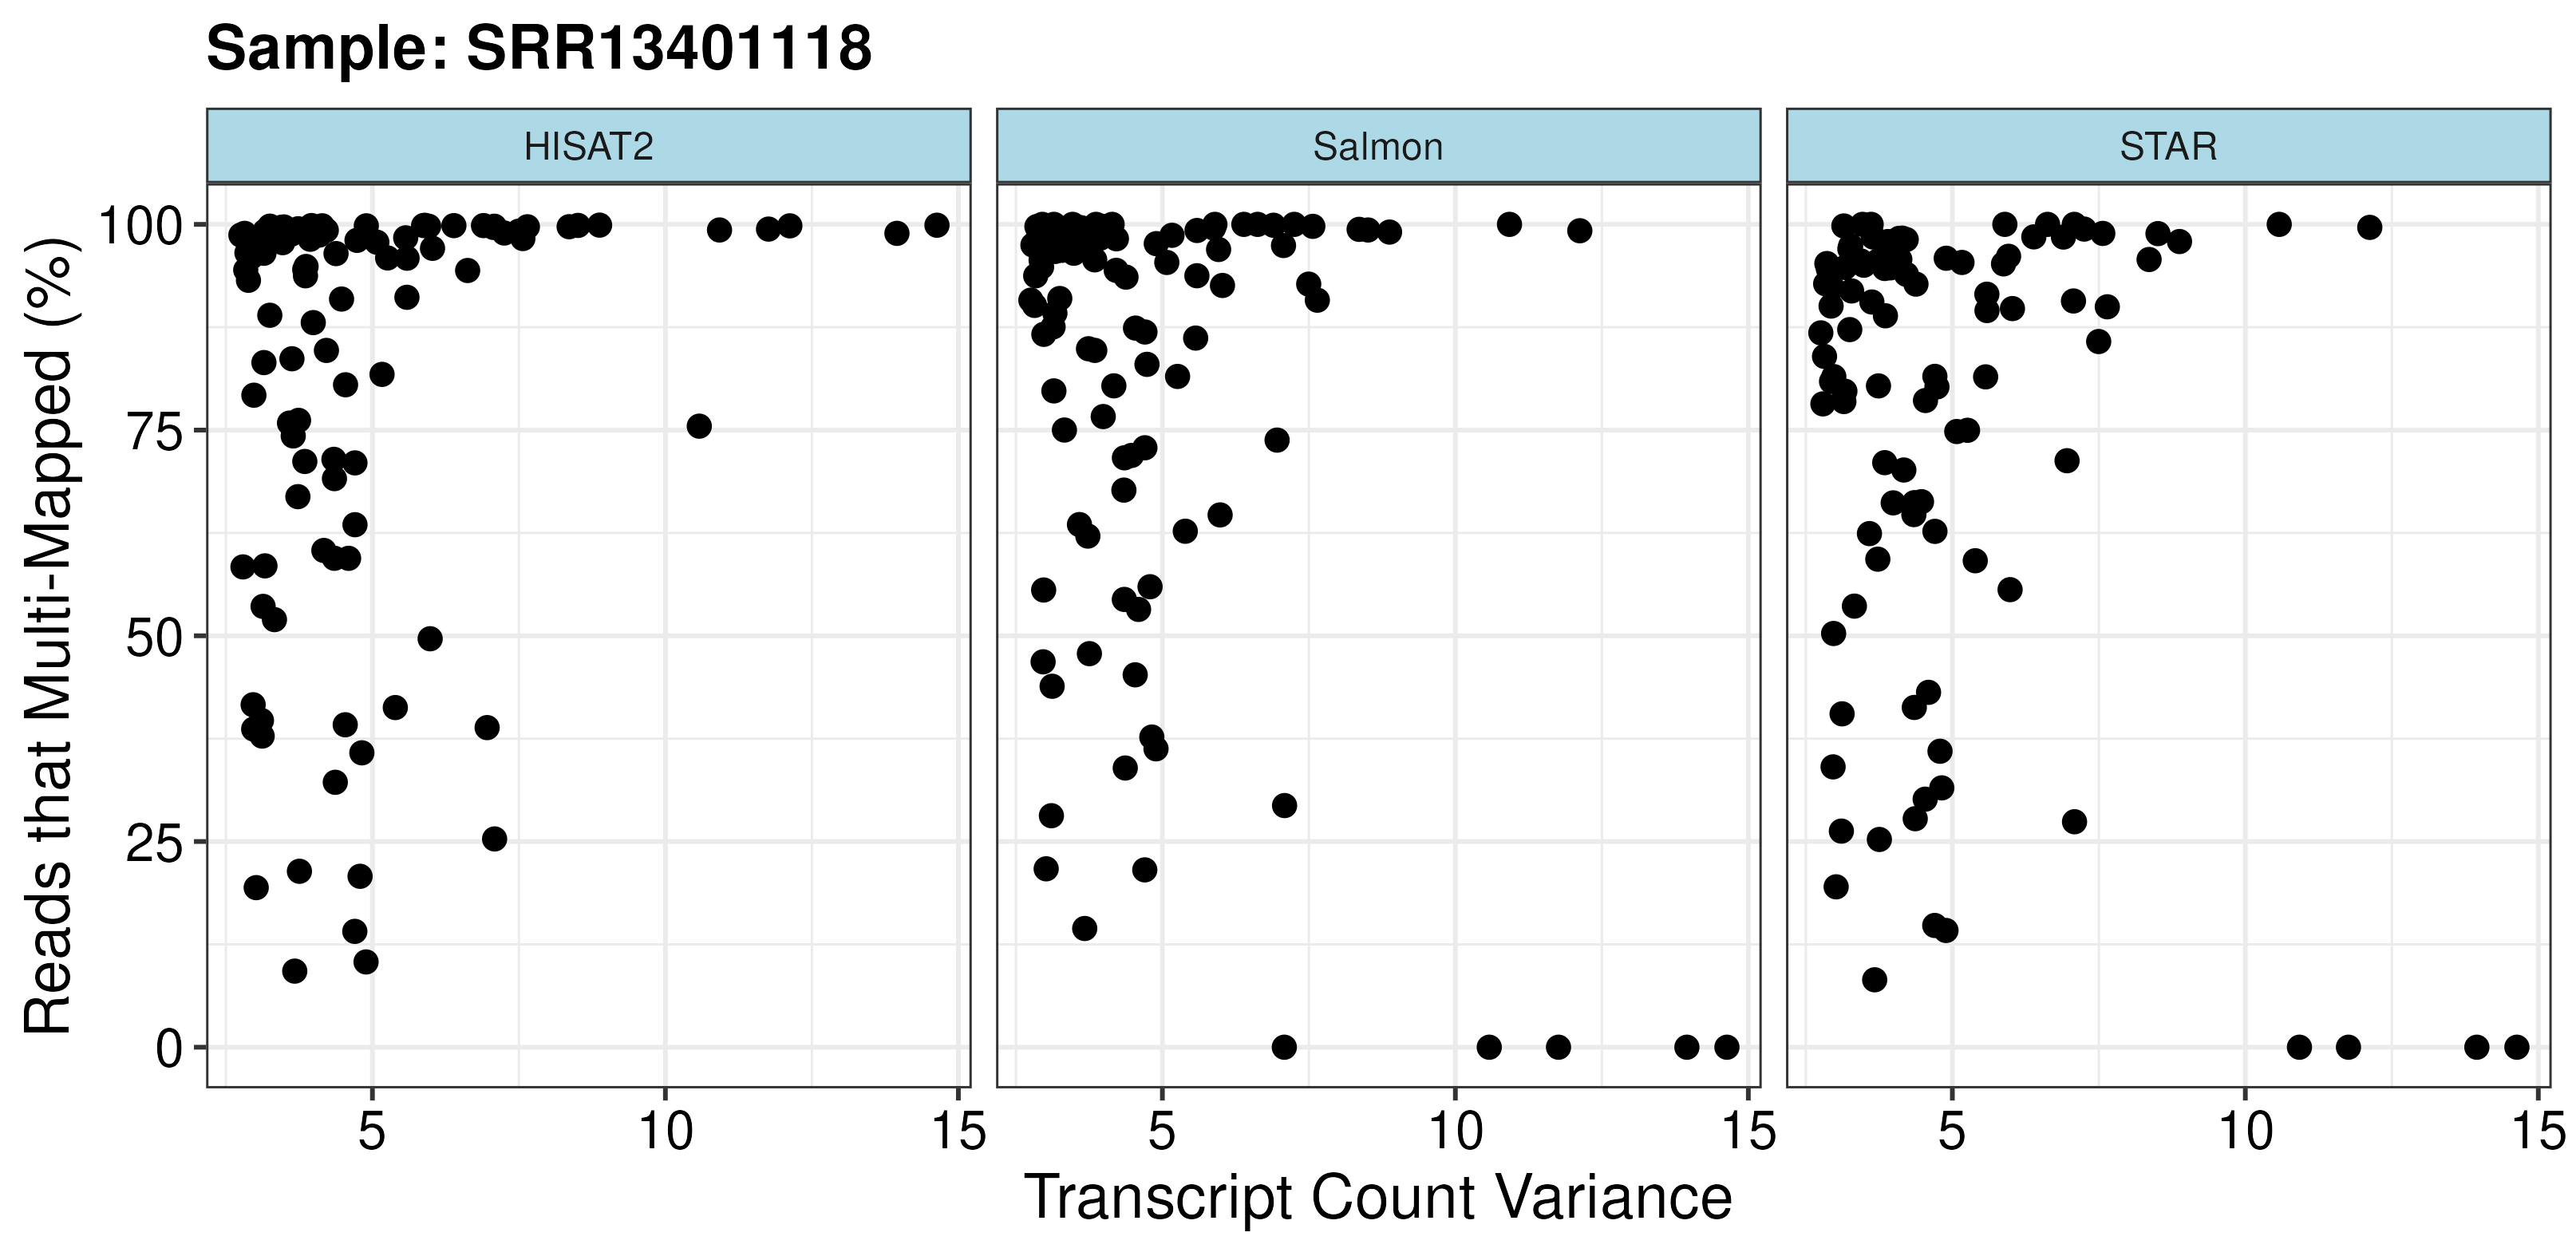 Sample: SRR13401118
HISAT2 Salmon STAR
Reads that Multi-Mapped (%)
100
75
50
25
0
5 10 15 5 10 15 5 10 15
Transcript Count Variance